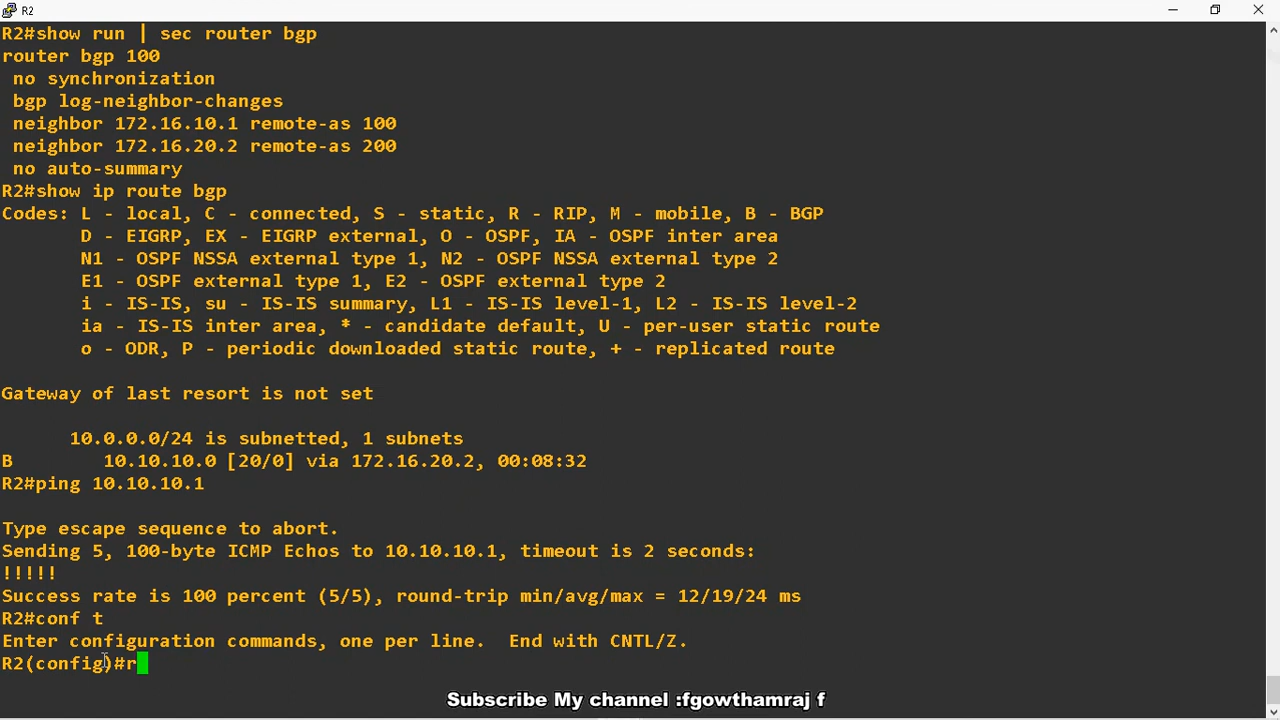 R2
R2#show run | sec router bgp
router bgp 100
 no synchronization
 bgp log-neighbor-changes
 neighbor 172.16.10.1 remote-as 100
 neighbor 172.16.20.2 remote-as 200
 no auto-summary
R2#show ip route bgp
Codes: L - local, C - connected, S - static, R - RIP, M - mobile, B - BGP
       D - EIGRP, EX - EIGRP external, O - OSPF, IA - OSPF inter area
       N1 - OSPF NSSA external type 1, N2 - OSPF NSSA external type 2
       E1 - OSPF external type 1, E2 - OSPF external type 2
       i - IS-IS, su - IS-IS summary, L1 - IS-IS level-1, L2 - IS-IS level-2
       ia - IS-IS inter area, * - candidate default, U - per-user static route
       o - ODR, P - periodic downloaded static route, + - replicated route
Gateway of last resort is not set
      10.0.0.0/24 is subnetted, 1 subnets
B        10.10.10.0 [20/0] via 172.16.20.2, 00:08:32
R2#ping 10.10.10.1
Type escape sequence to abort.
Sending 5, 100-byte ICMP Echos to 10.10.10.1, timeout is 2 seconds:
!!!!!
Success rate is 100 percent (5/5), round-trip min/avg/max = 12/19/24 ms
R2#conf t
Enter configuration commands, one per line.  End with CNTL/Z.
R2(config)#r
Subscribe My channel :fgowthamraj f